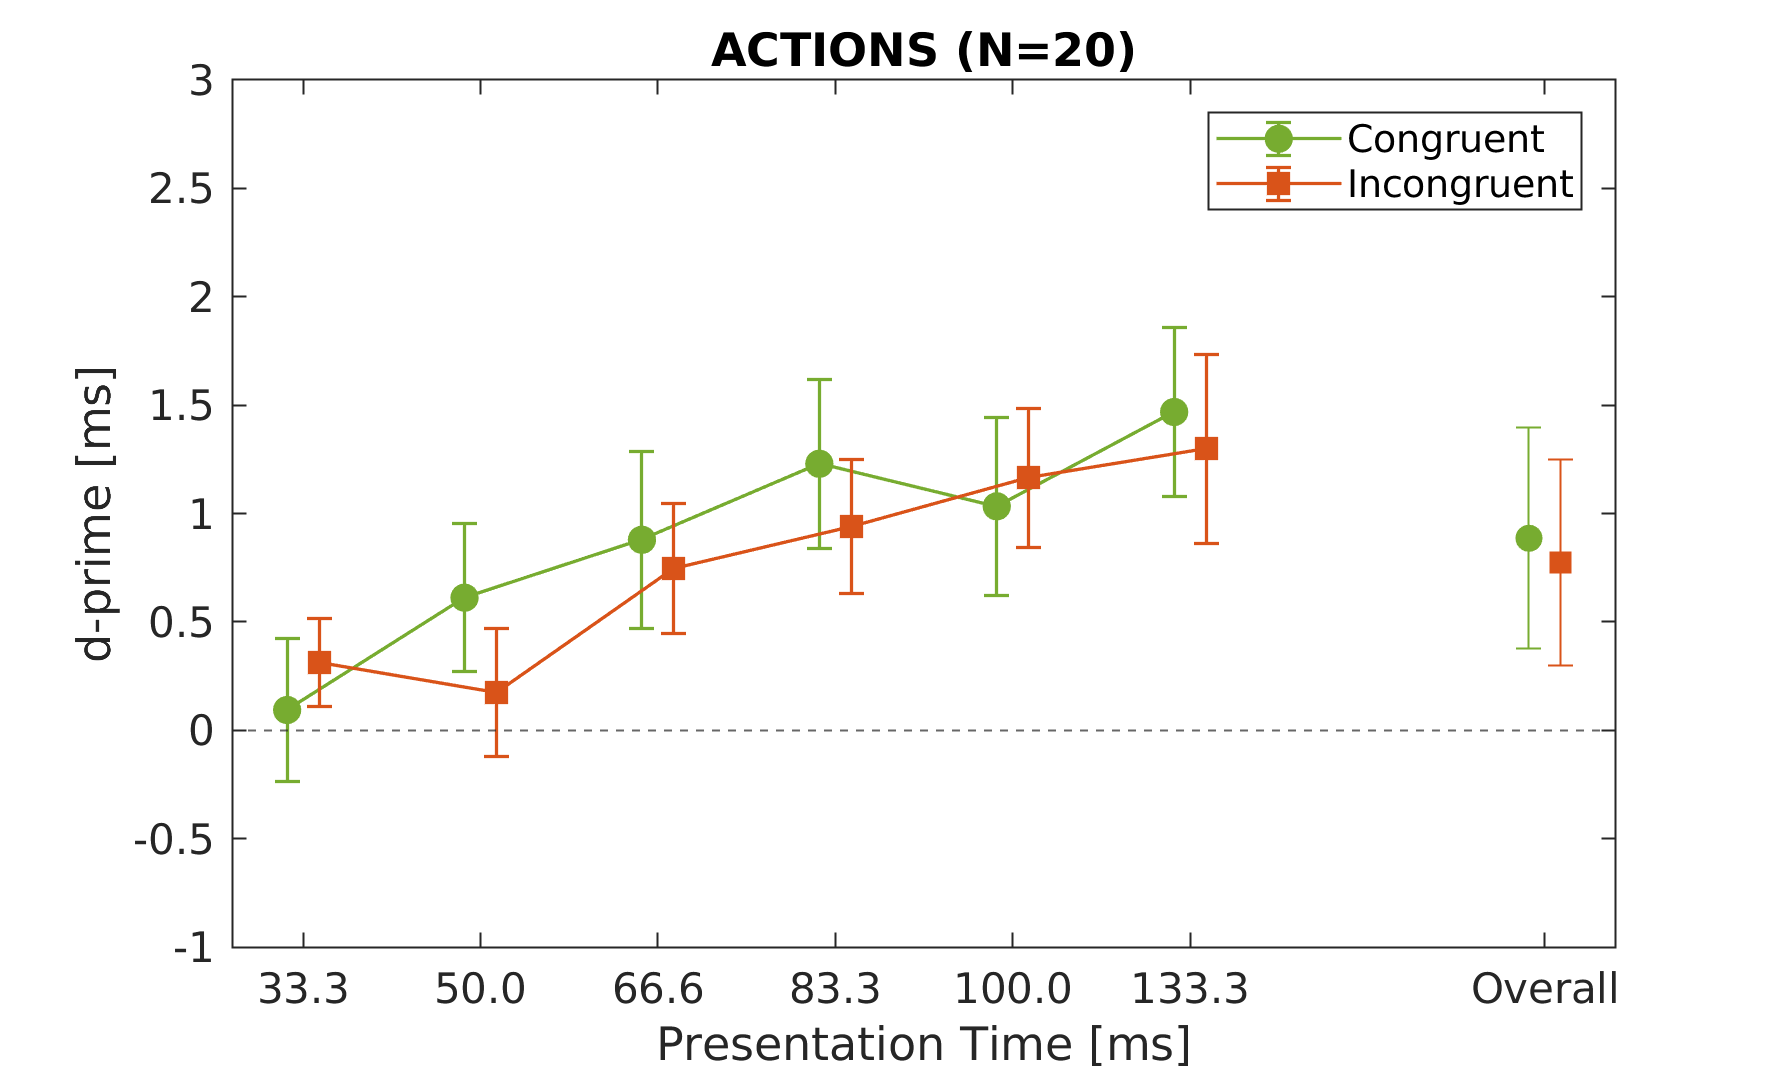 ACTIONS (N=20)
Congruent
Incongruent
3
2.5
2
1.5
1
0.5
0
-0.5
-1
d-prime [ms]
33.3 50.0 66.6 83.3 100.0 133.3 Overall
Presentation Time [ms]